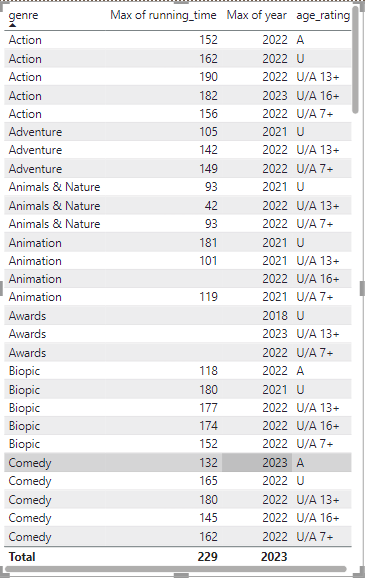 genre Max of running_time Max of year age_rating
Action 152 2022 A
Action 162 2022 U
Action 190 2022 U/A 13+
Action 182 2023 U/A 16+
Action 156 2022 U/A 7+
Adventure 105 2021 U
Adventure 142 2022 U/A 13+
Adventure 149 2022 U/A 7+
Animals & Nature 93 2021 U
Animals & Nature 42 2022 U/A 13+
Animals & Nature 93 2022 U/A 7+
Animation 181 2021 U
Animation 101 2021 U/A 13+
Animation 2022 U/A 16+
Animation 119 2021 U/A 7+
Awards 2018 U
Awards 2023 U/A 13+
Awards 2022 U/A 7+
Biopic 118 2022 A
Biopic 180 2021 U
Biopic 177 2022 U/A 13+
Biopic 174 2022 U/A 16+
Biopic 152 2022 U/A 7+
Comedy 132 2023 A
Comedy 165 2022 U
Comedy 180 2022 U/A 13+
Comedy 145 2022 U/A 16+
Comedy 162 2022 U/A 7+
Total 229 2023